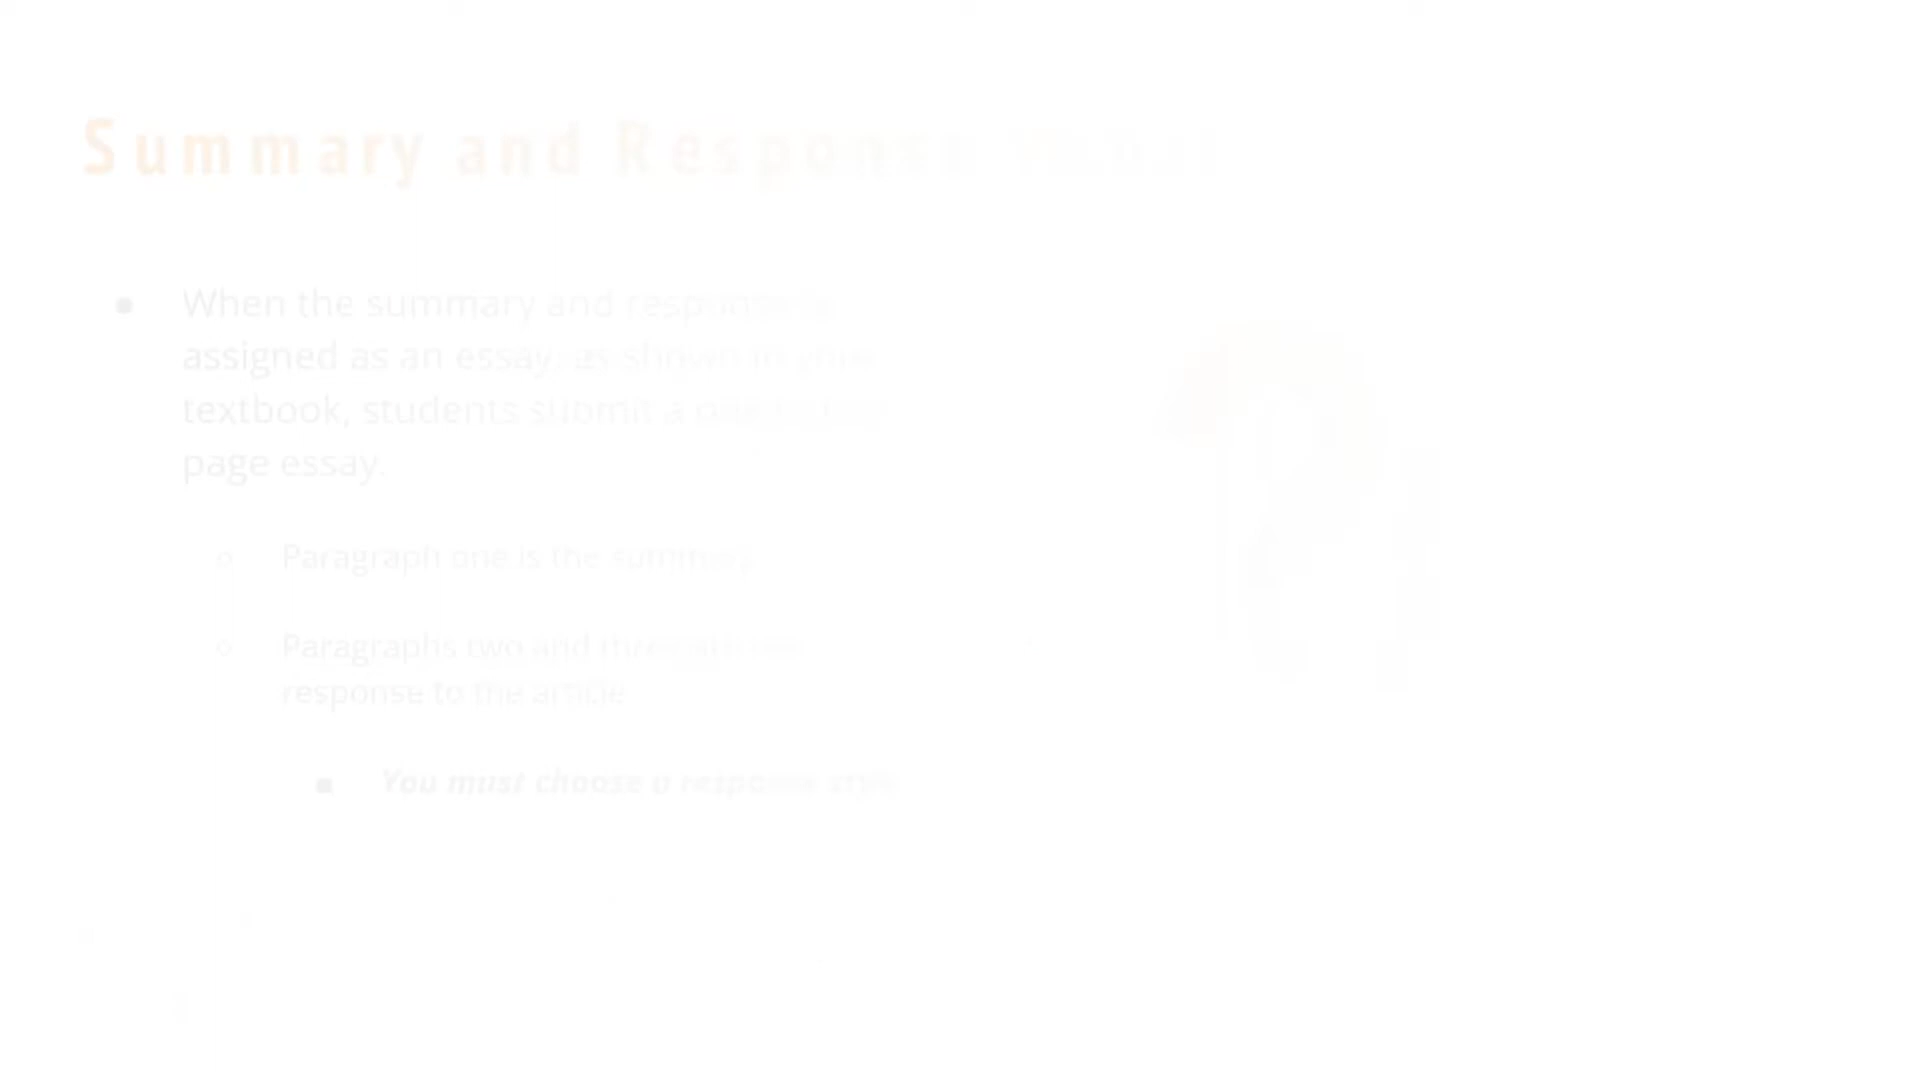 Summary and Response
When the summary and response is
assigned as an essay, as shown in your
textbook, students submit a
page essay.
Paragraph one is the summary
Paragraphs two and three
response to the article
You must choose a response style